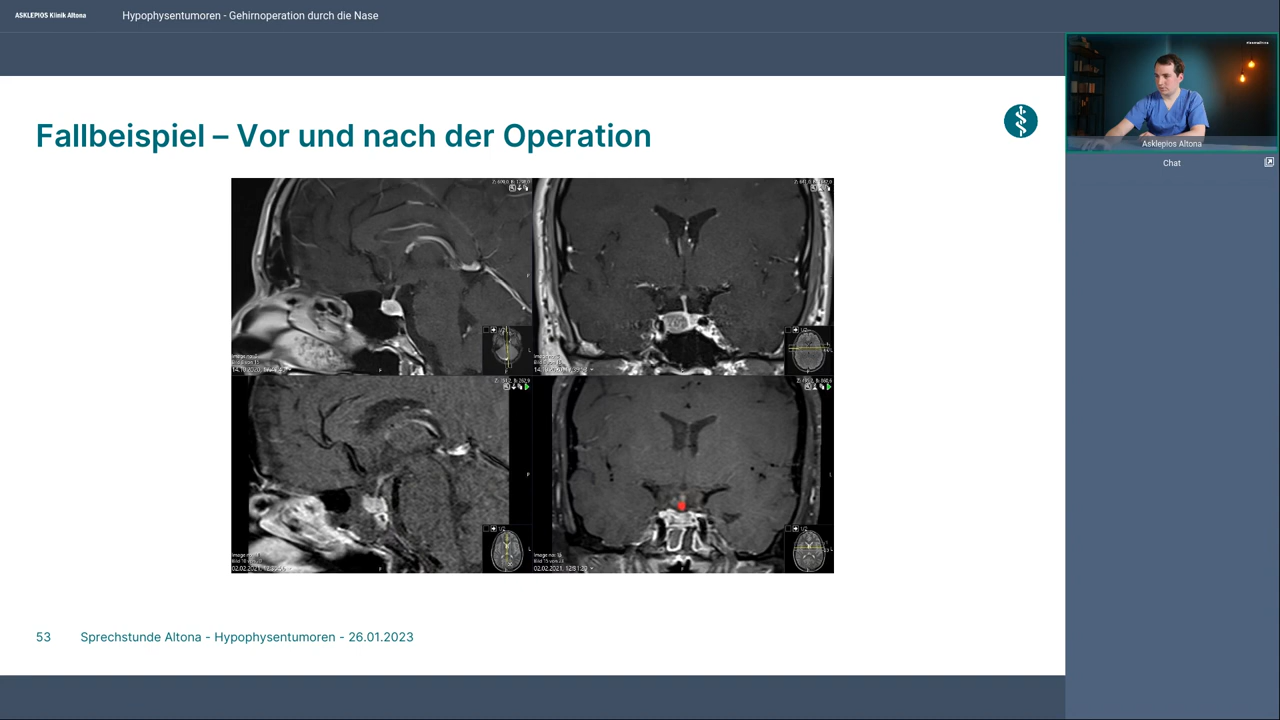 ASKLEPIOS Klinik Altona
Hypophysentumoren - Gehirnoperation durch die Nase
Fallbeispiel – Vor und nach der Operation
Asklepios Altona
Chat
53 Sprechstunde Altona - Hypophysentumoren - 26.01.2023